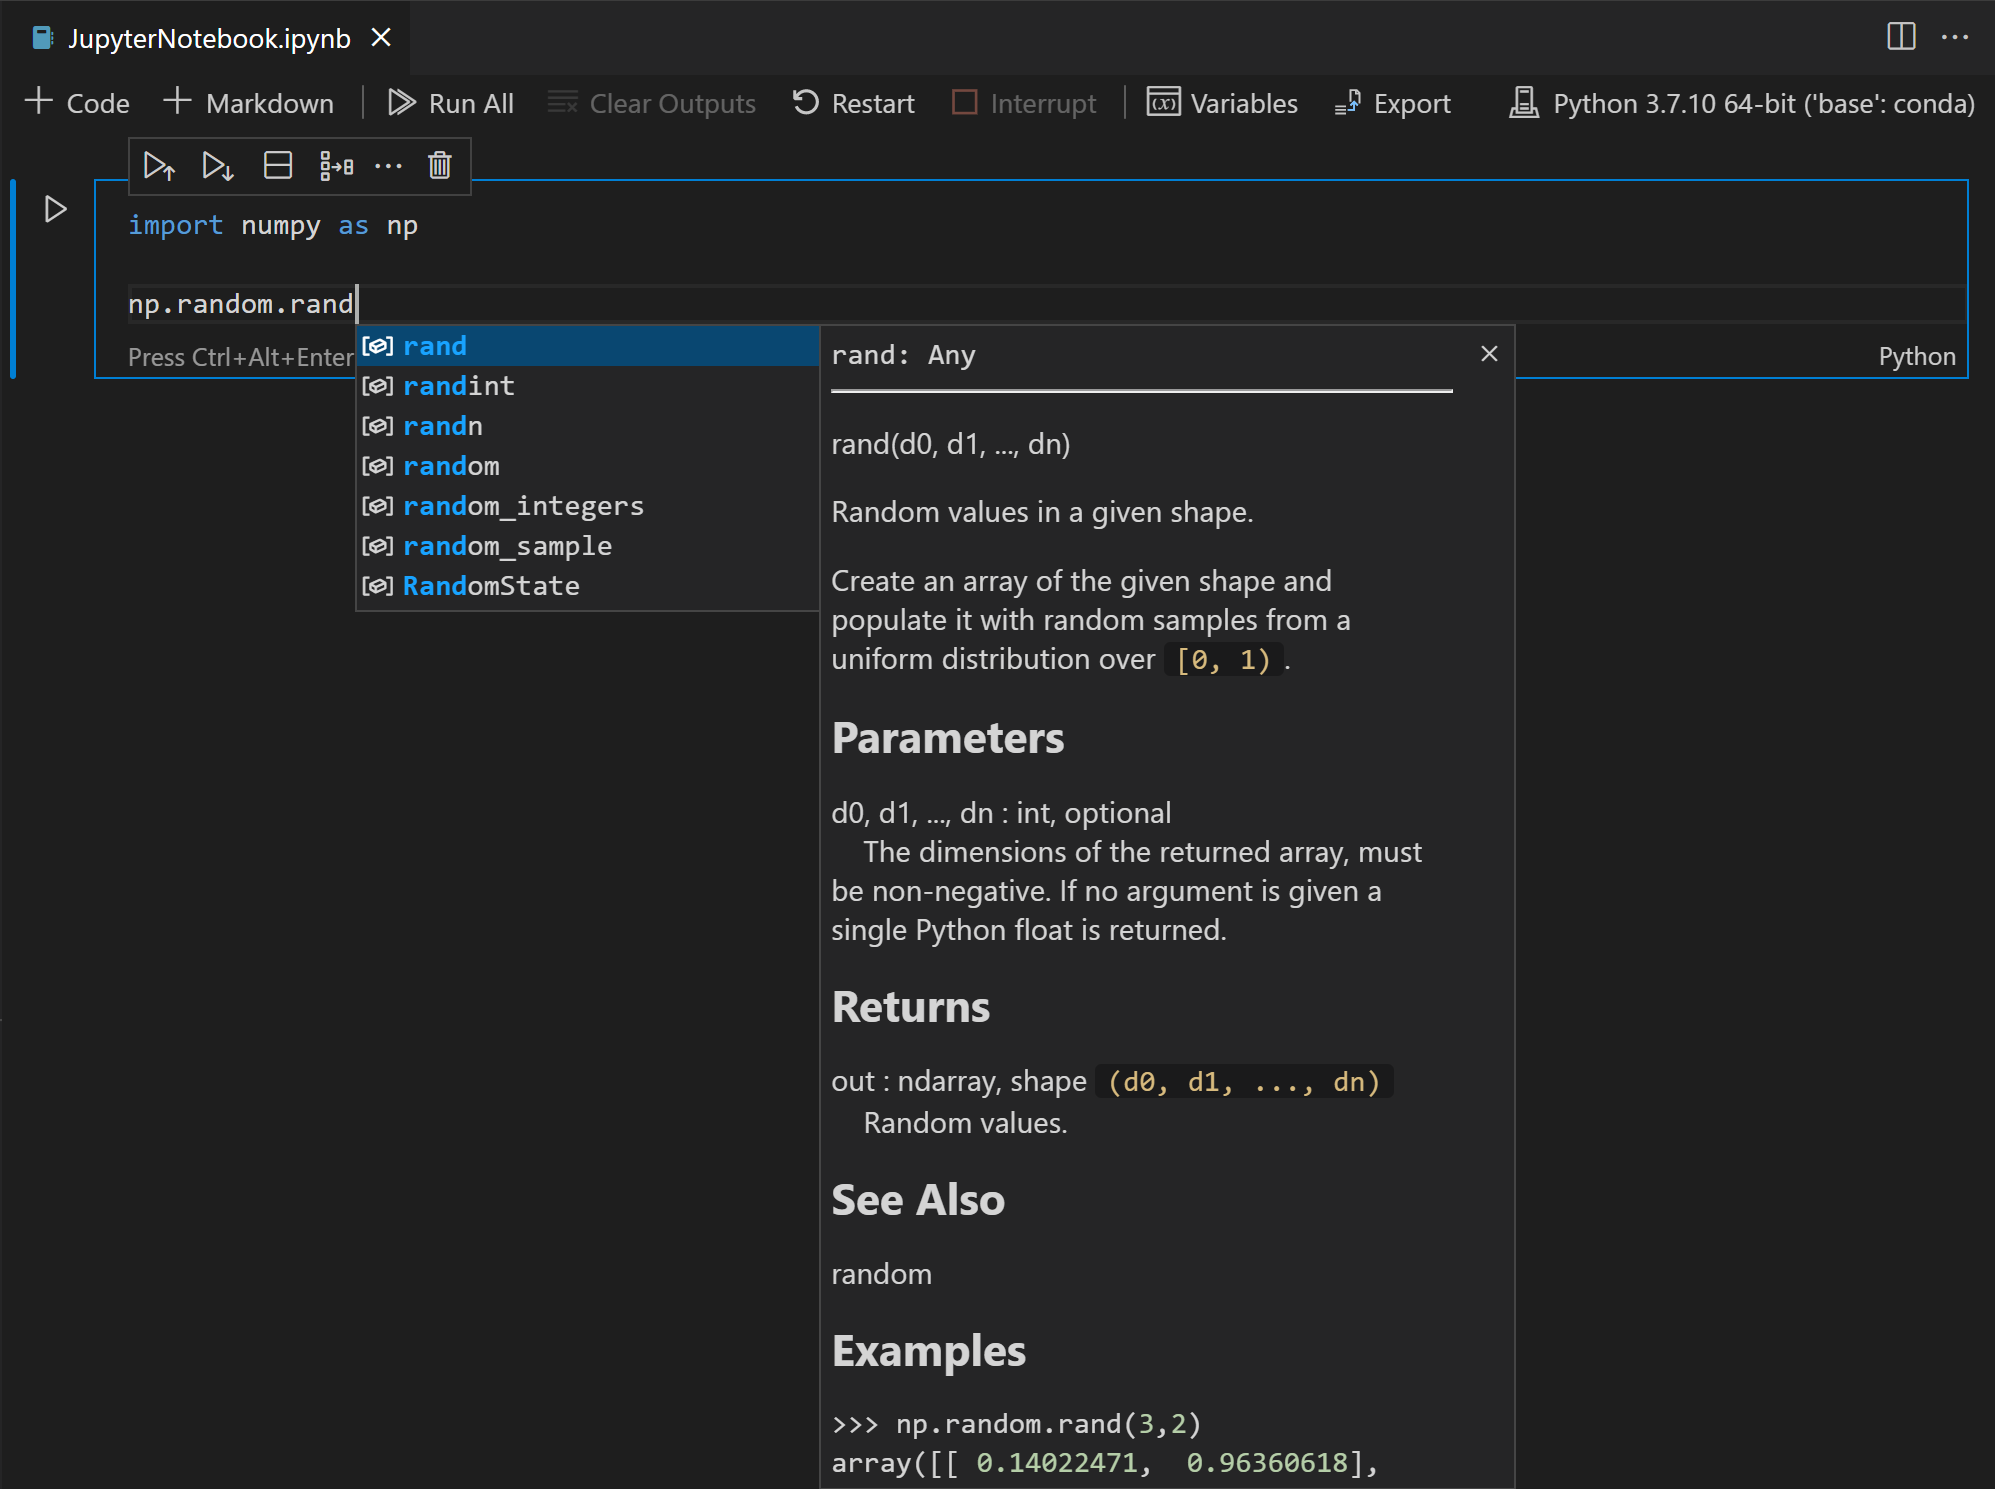 JupyterNotebook.ipynb
Code Markdown Run All Clear Outputs Restart Interrupt Variables Export Python 3.7.10 64-bit ('base': conda)
import numpy as np
np.random.rand
Press Ctrl+Alt+Enter
Python
rand
randint
randn
random
random_integers
random_sample
RandomState
rand: Any
rand(d0, d1, ..., dn)
Random values in a given shape.
Create an array of the given shape and
populate it with random samples from a
uniform distribution over [0, 1) .
Parameters
d0, d1, ..., dn : int, optional
The dimensions of the returned array, must
be non-negative. If no argument is given a
single Python float is returned.
Returns
out : ndarray, shape (d0, d1, ..., dn)
Random values.
See Also
random
Examples
>>> np.random.rand(3,2)
array([[ 0.14022471, 0.96360618],